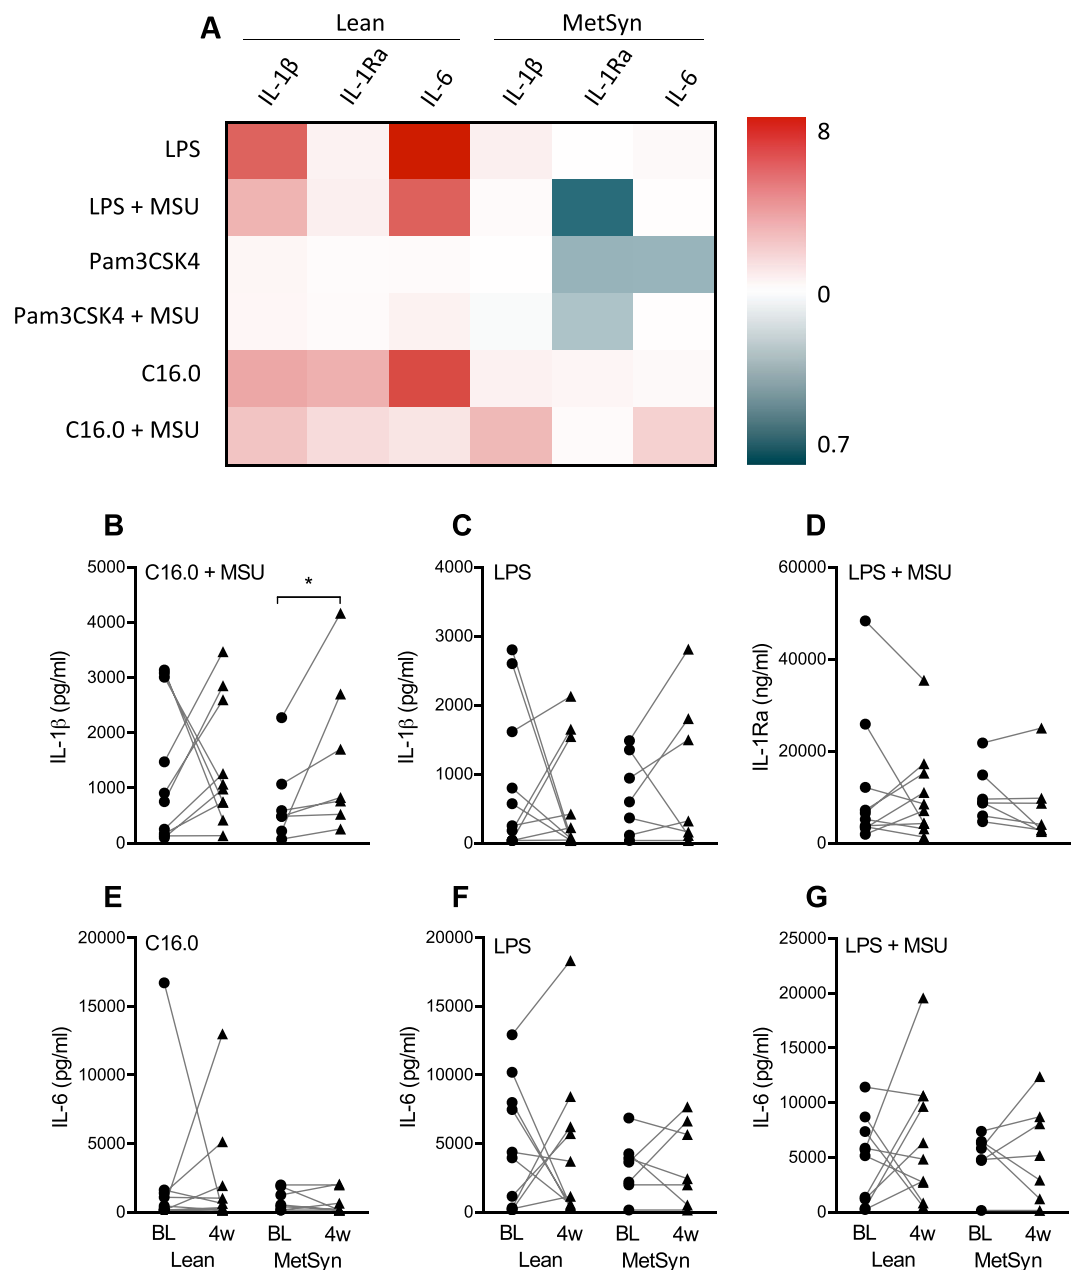 A
Lean MetSyn
IL-1β IL-1Ra IL-6 IL-1β IL-1Ra IL-6
LPS
LPS + MSU
Pam3CSK4
Pam3CSK4 + MSU
C16.0
C16.0 + MSU
8
0
0.7
B
C16.0 + MSU
*
IL-1β (pg/ml)
5000
4000
3000
2000
1000
0
C
LPS
IL-1β (pg/ml)
4000
3000
2000
1000
0
D
LPS + MSU
IL-1Ra (ng/ml)
60000
40000
20000
0
E
C16.0
IL-6 (pg/ml)
20000
15000
10000
5000
0
BL 4w BL 4w
Lean MetSyn
F
LPS
IL-6 (pg/ml)
20000
15000
10000
5000
0
BL 4w BL 4w
Lean MetSyn
G
LPS + MSU
IL-6 (pg/ml)
25000
20000
15000
10000
5000
0
BL 4w BL 4w
Lean MetSyn